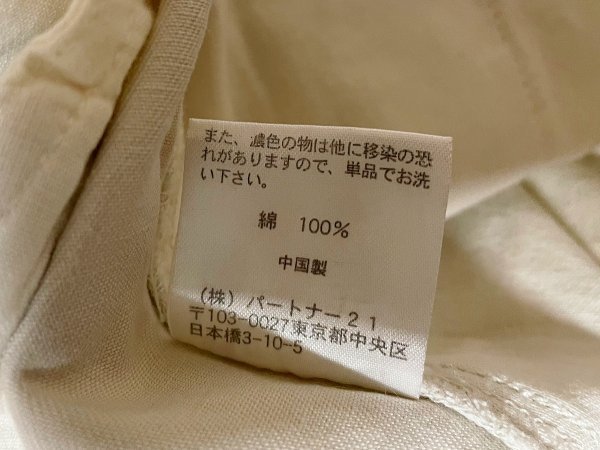 また、濃色の物は他に移染の恐
れがありますので、単品でお洗
い下さい。
綿 100%
中国製
(株) パートナー21
〒103-0027東京都中央区
日本橋3-10-5